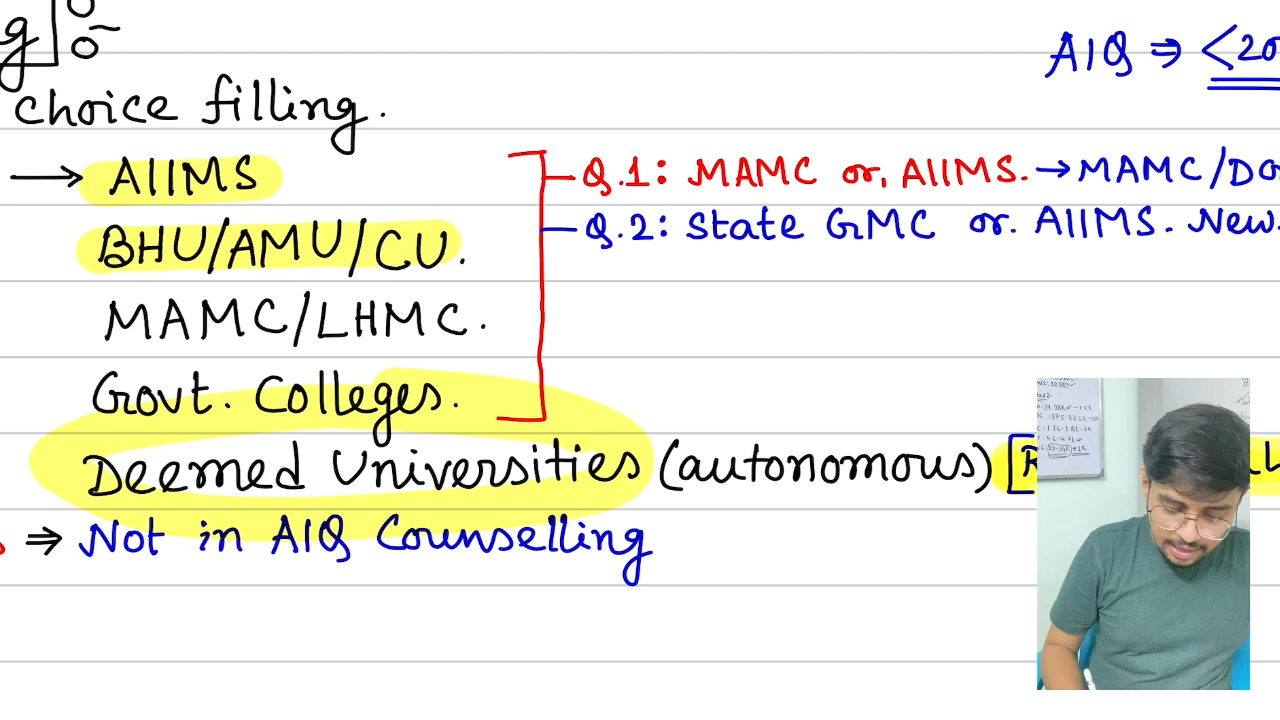 AIQ ⇒ <20
choice filling.
→ AIIMS
Q.1: MAMC or, AIIMS. → MAMC/
BHU/AMU/CU.
Q.2: State GMC or. AIIMS. New.
MAMC/LHMC.
Govt. Colleges.
Deemed Universities (autonomous) [R
⇒ Not in AIQ Counselling